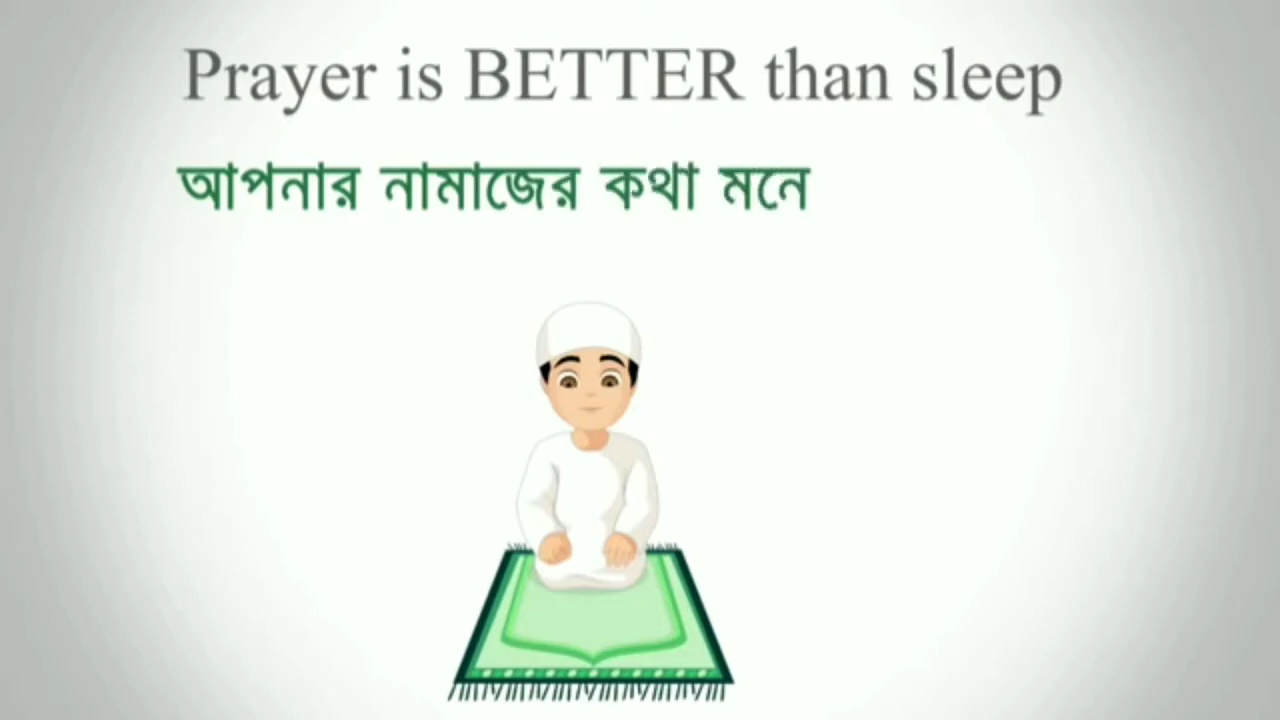 Prayer is BETTER than sleep
আপনার নামাজের কথা মনে